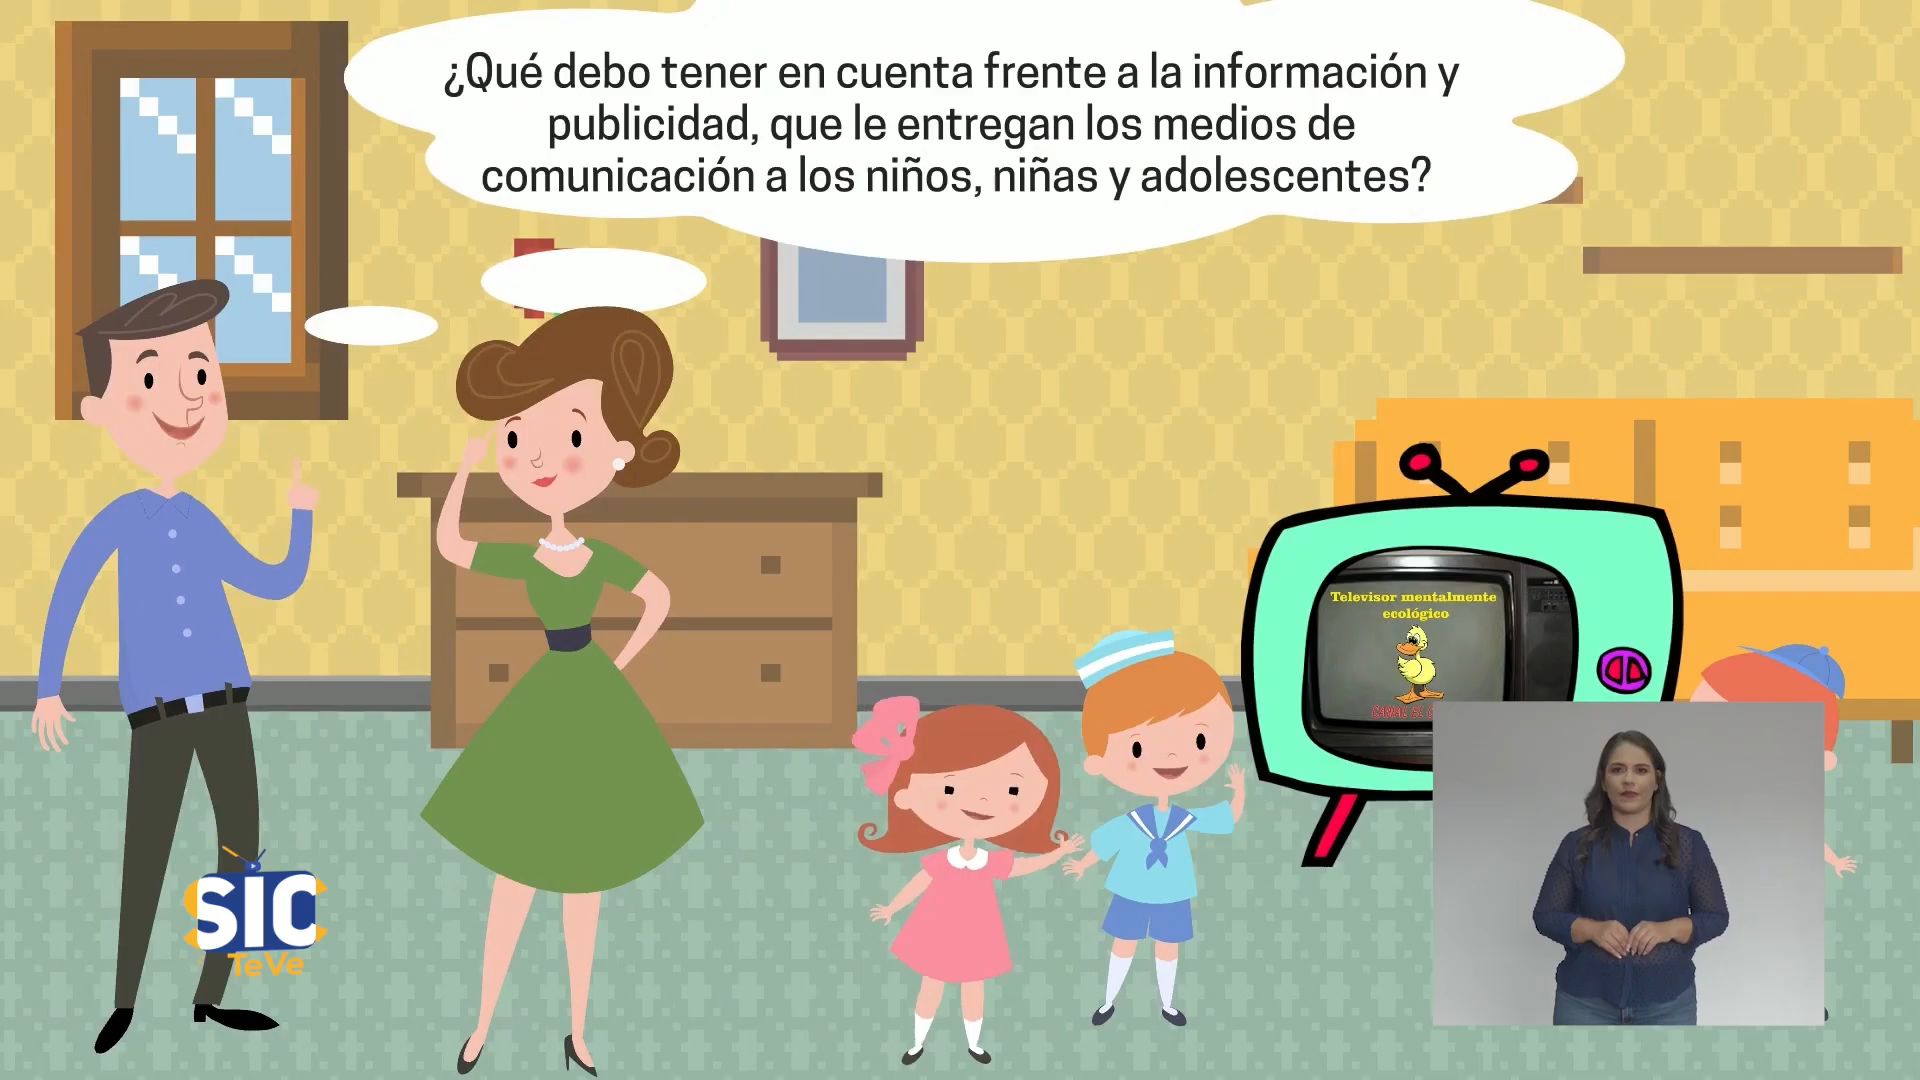 ¿Qué debo tener en cuenta frente a la información y
publicidad, que le entregan los medios de
comunicación a los niños, niñas y adolescentes?
Televisor mentalmente
ecológico
SIC
TeVe